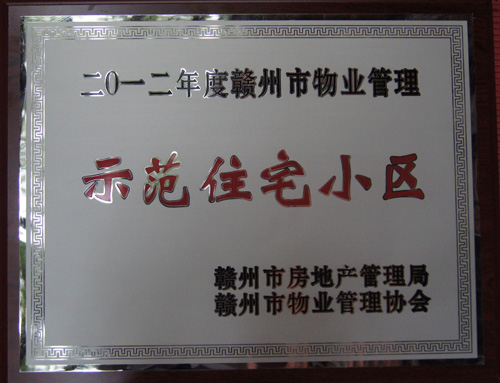 二〇一二年度赣州市物业管理
示范住宅小区
赣州市房地产管理局
赣州市物业管理协会